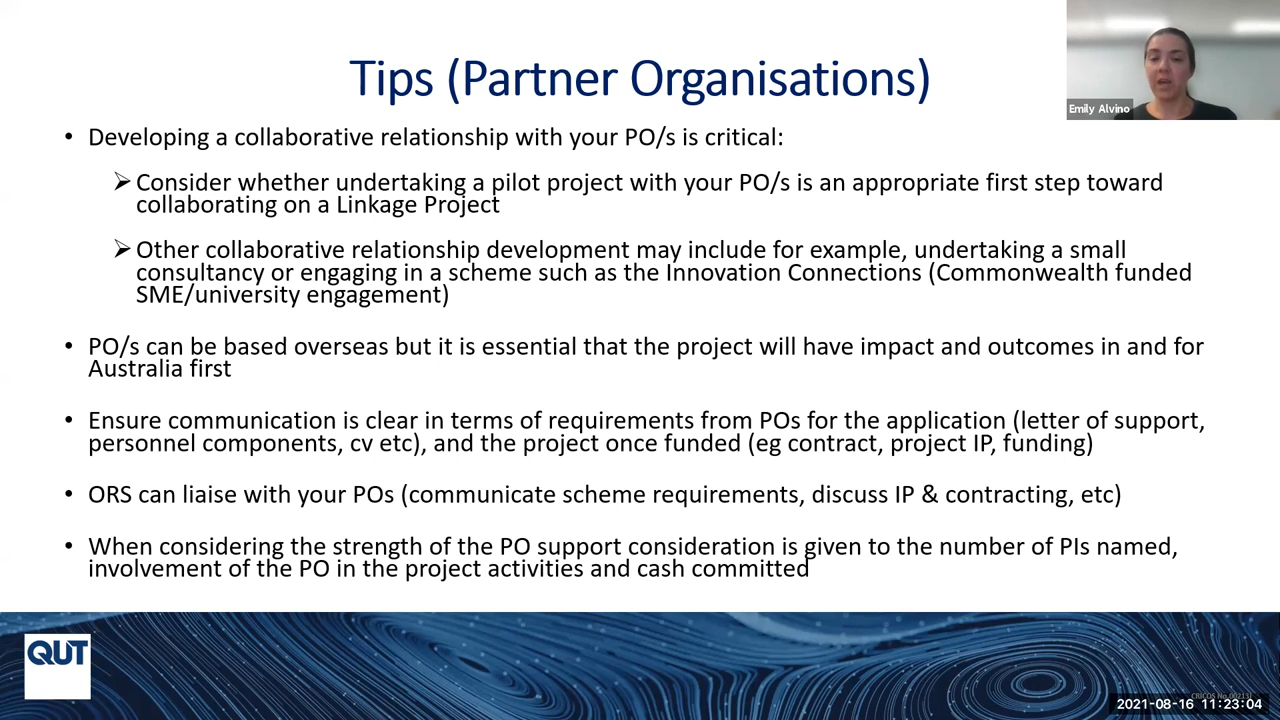 Tips (Partner Organisations)
Emily Alvino
• Developing a collaborative relationship with your PO/s is critical:
➢ Consider whether undertaking a pilot project with your PO/s is an appropriate first step toward
collaborating on a Linkage Project
➢ Other collaborative relationship development may include for example, undertaking a small
consultancy or engaging in a scheme such as the Innovation Connections (Commonwealth funded
SME/university engagement)
• PO/s can be based overseas but it is essential that the project will have impact and outcomes in and for
Australia first
• Ensure communication is clear in terms of requirements from POs for the application (letter of support,
personnel components, cv etc), and the project once funded (eg contract, project IP, funding)
• ORS can liaise with your POs (communicate scheme requirements, discuss IP & contracting, etc)
• When considering the strength of the PO support consideration is given to the number of PIs named,
involvement of the PO in the project activities and cash committed
QUT
CRICOS No.
2021-08-16 11:23:04